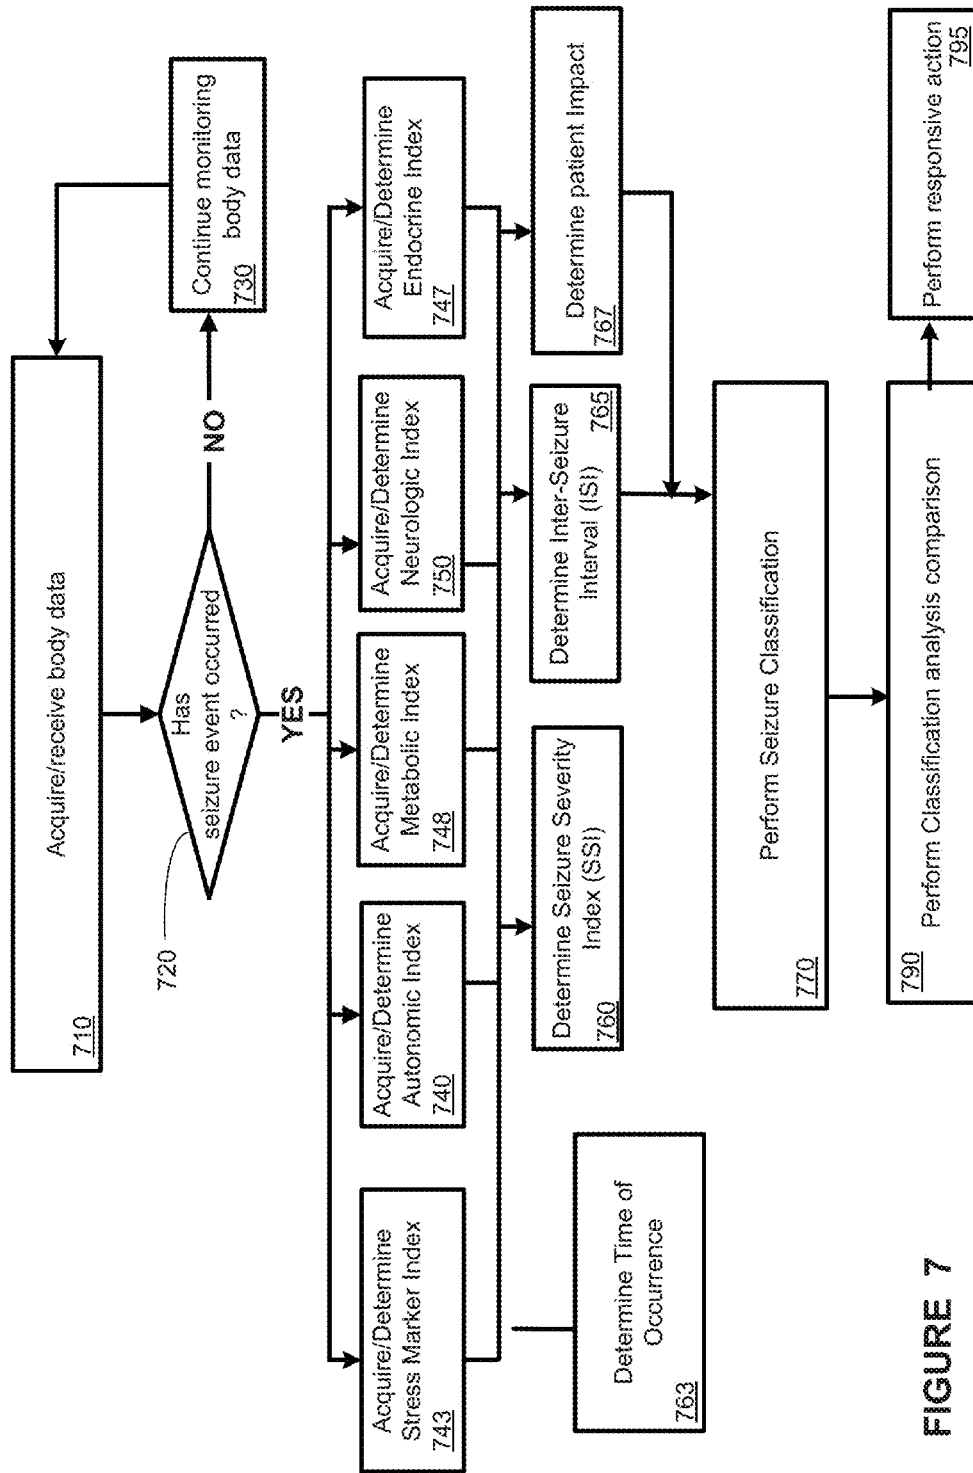 Acquire/receive body data
710
Has
seizure event occurred
?
720
NO
Continue monitoring
body data
730
YES
Acquire/Determine
Stress Marker Index
743
Acquire/Determine
Autonomic Index
740
Acquire/Determine
Metabolic Index
748
Acquire/Determine
Neurologic Index
750
Acquire/Determine
Endocrine Index
747
Determine Time of
Occurrence
763
Determine Seizure Severity
Index (SSI)
760
Determine Inter-Seizure
Interval (ISI)
765
Determine patient Impact
767
Perform Seizure Classification
770
Perform Classification analysis comparison
790
Perform responsive action
795
FIGURE 7